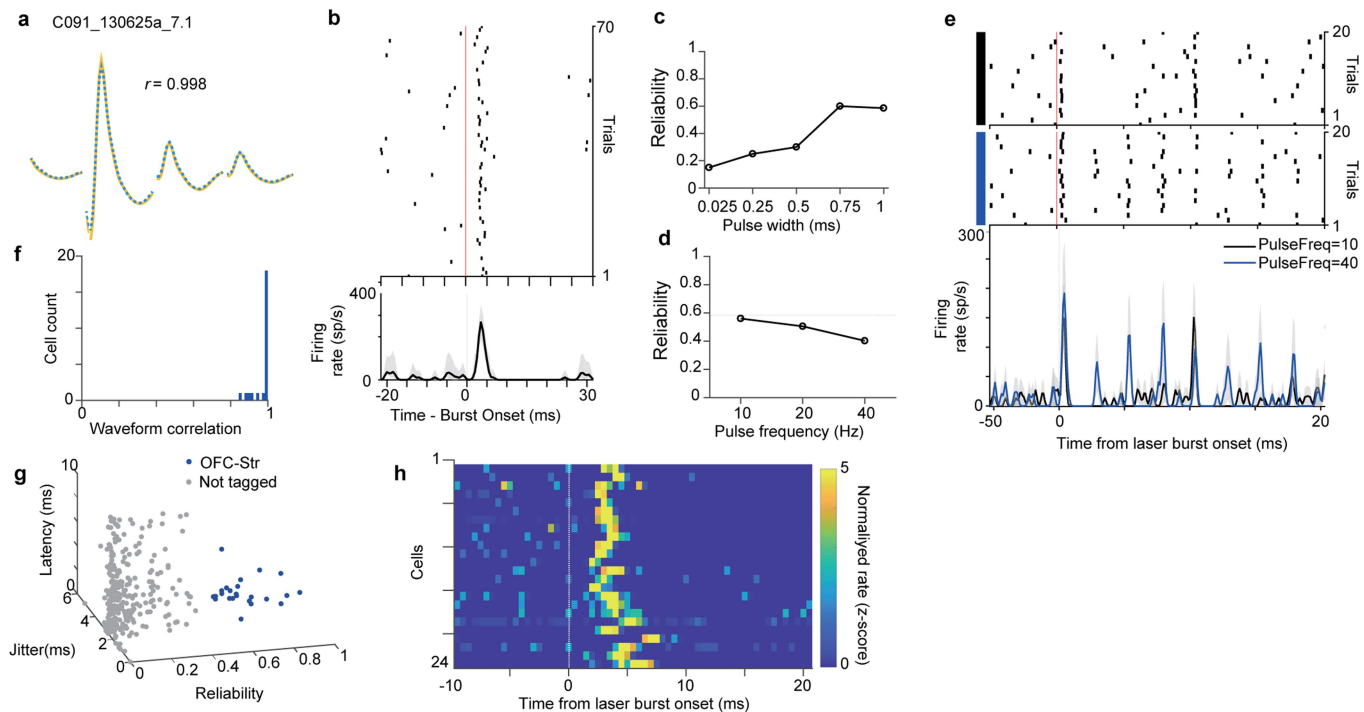 a
C091_130625a_7.1
r = 0.998
b
70
Trials
1
400
0
Firing
rate (sp/s)
-20
0
30
Time - Burst Onset (ms)
c
1
0.8
0.6
0.4
0.2
0
Reliability
0.025
0.25
0.5
0.75
1
Pulse width (ms)
d
1
0.8
0.6
0.4
0.2
0
Reliability
10
20
40
Pulse frequency (Hz)
e
20
Trials
1
20
Trials
1
300
0
Firing
rate (sp/s)
PulseFreq=10
PulseFreq=40
-50
0
20
Time from laser burst onset (ms)
f
20
0
Cell count
0
1
Waveform correlation
g
OFC-Str
Not tagged
10
0
Latency (ms)
6
4
2
0
Jitter(ms)
0
0.2
0.4
0.6
0.8
1
Reliability
h
1
24
Cells
-10
0
10
20
Time from laser burst onset (ms)
5
0
Normaliyed rate (z-score)